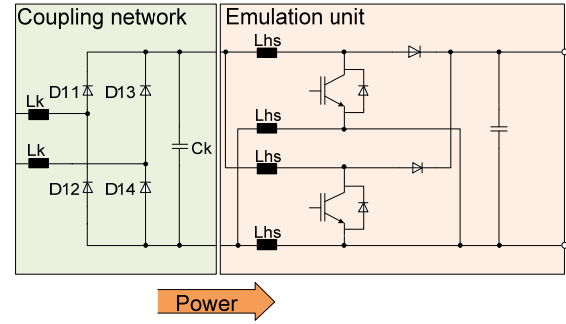 Coupling network
Emulation unit
Lhs
D11
D13
Lk
Lhs
Ck
Lk
Lhs
D12
D14
Lhs
Power